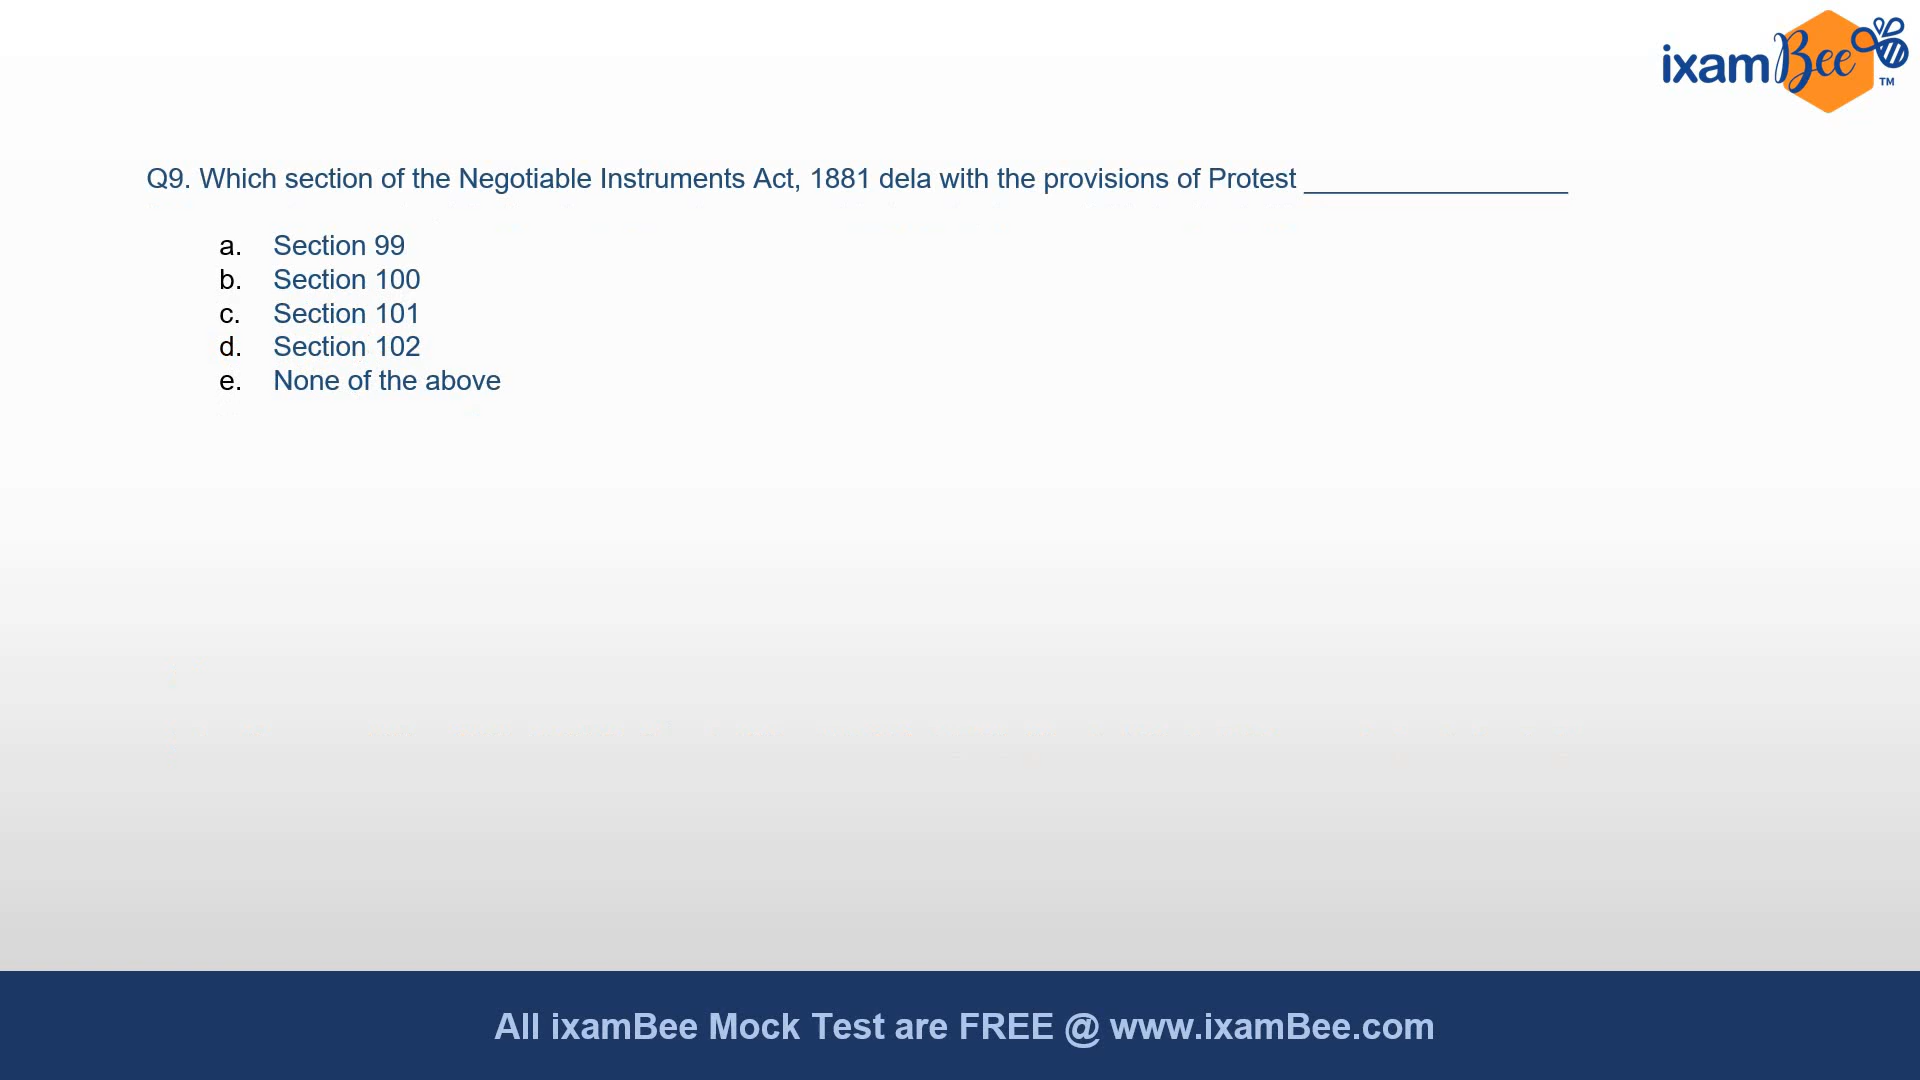 ixamBee
TM
Q9. Which section of the Negotiable Instruments Act, 1881 dela with the provisions of Protest _________________
a. Section 99
b. Section 100
c. Section 101
d. Section 102
e. None of the above
All ixamBee Mock Test are FREE @ www.ixamBee.com